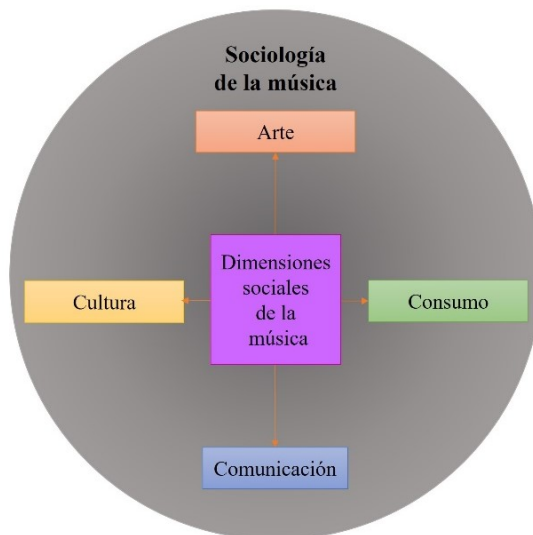 Sociología
de la música
Arte
Dimensiones
sociales
de la
música
Cultura
Consumo
Comunicación